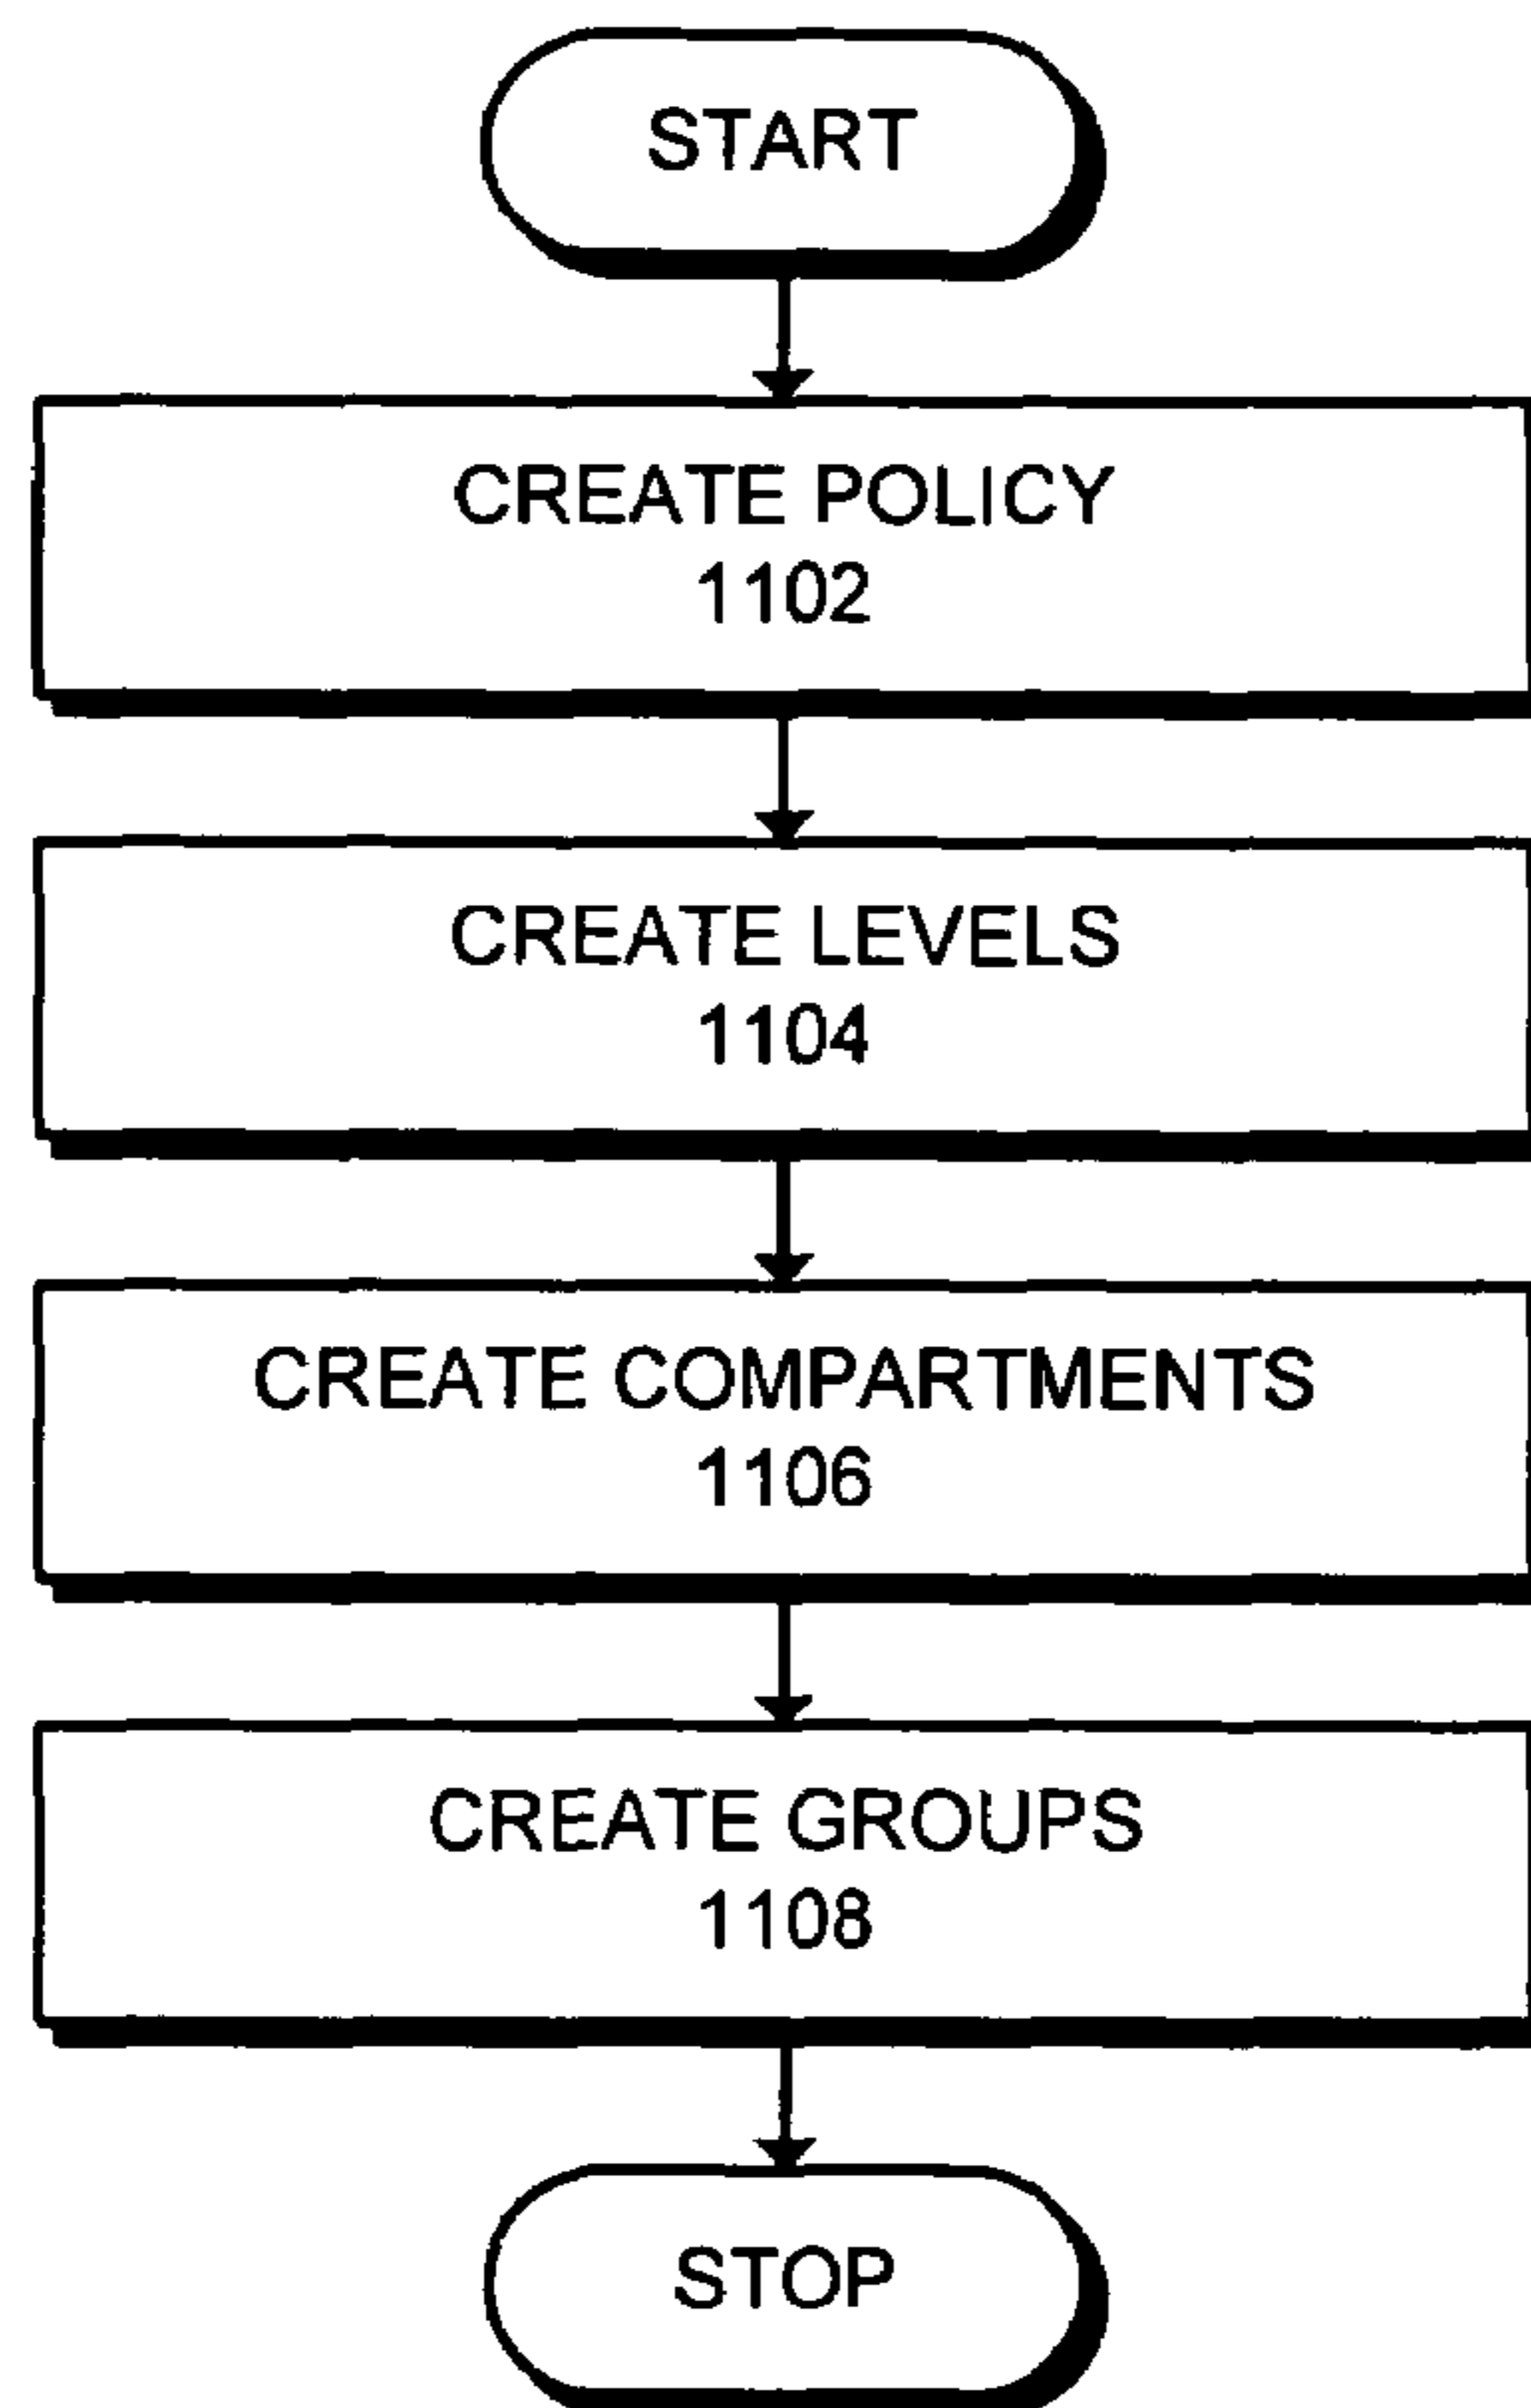 START
CREATE POLICY
1102
CREATE LEVELS
1104
CREATE COMPARTMENTS
1106
CREATE GROUPS
1108
STOP